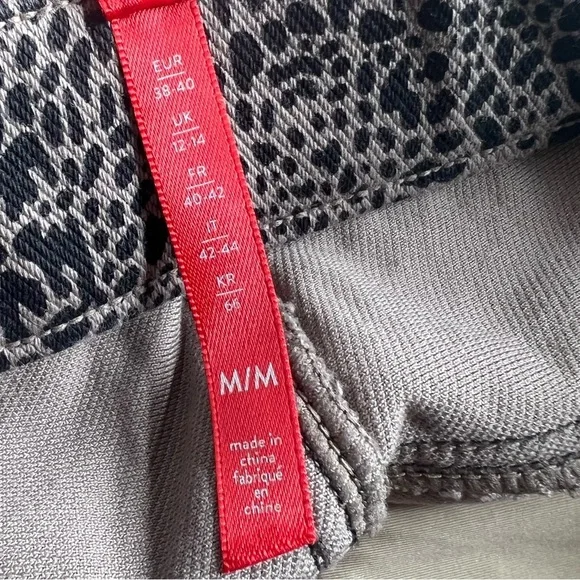 EUR
38-40
UK
12-14
FR
40-42
IT
42-44
KR
66
M/M
made in
china
fabriqué
en
chine